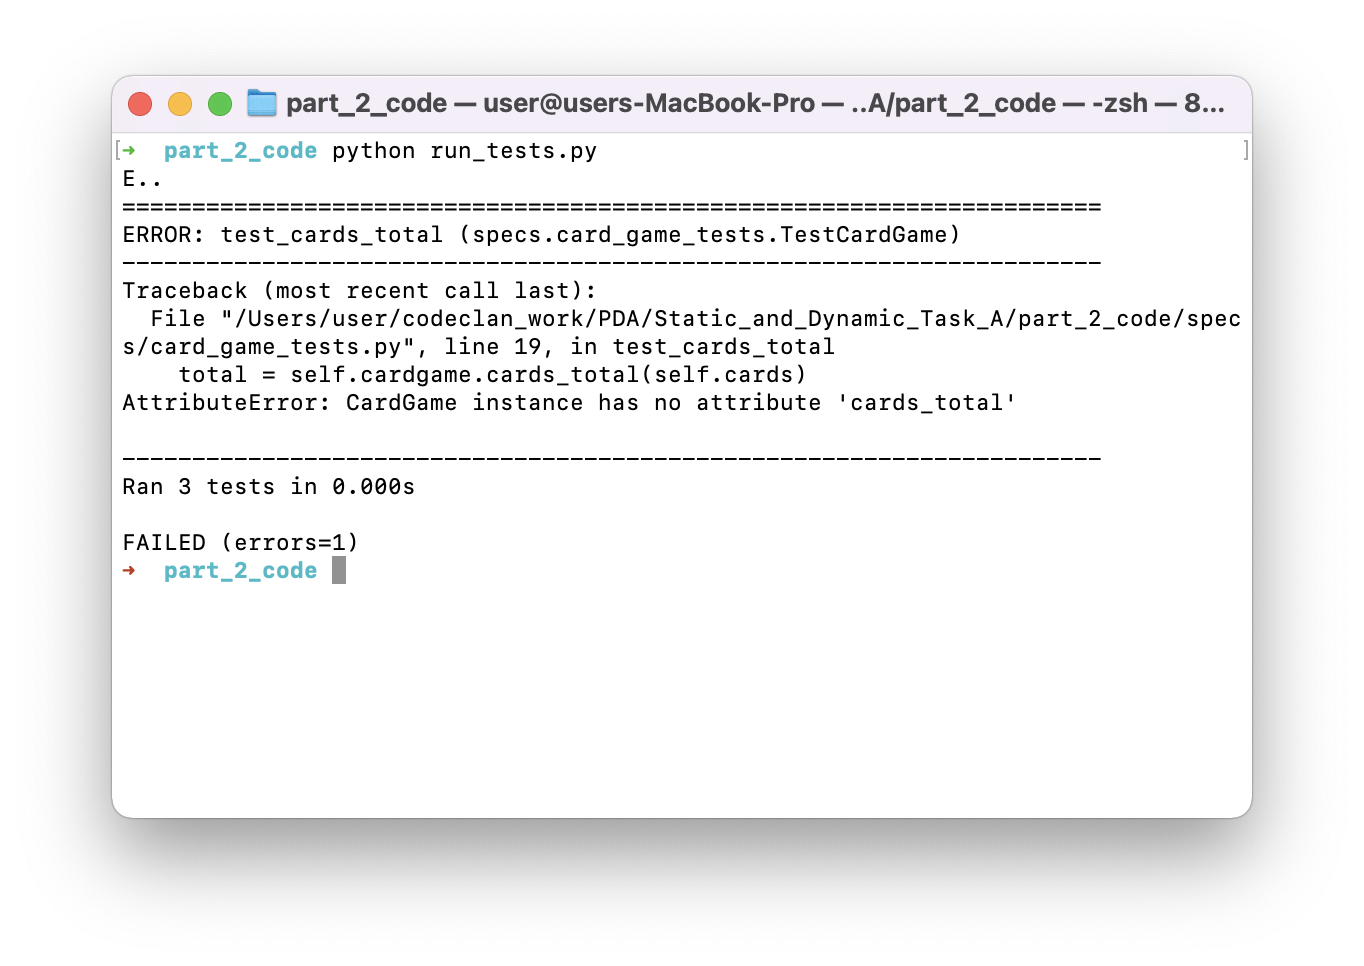 part_2_code — user@users-MacBook-Pro — ..A/part_2_code — -zsh — 8...
[➜  part_2_code python run_tests.py ]
E..
======================================================================
ERROR: test_cards_total (specs.card_game_tests.TestCardGame)
----------------------------------------------------------------------
Traceback (most recent call last):
  File "/Users/user/codeclan_work/PDA/Static_and_Dynamic_Task_A/part_2_code/spec
s/card_game_tests.py", line 19, in test_cards_total
    total = self.cardgame.cards_total(self.cards)
AttributeError: CardGame instance has no attribute 'cards_total'

----------------------------------------------------------------------
Ran 3 tests in 0.000s

FAILED (errors=1)
➜  part_2_code